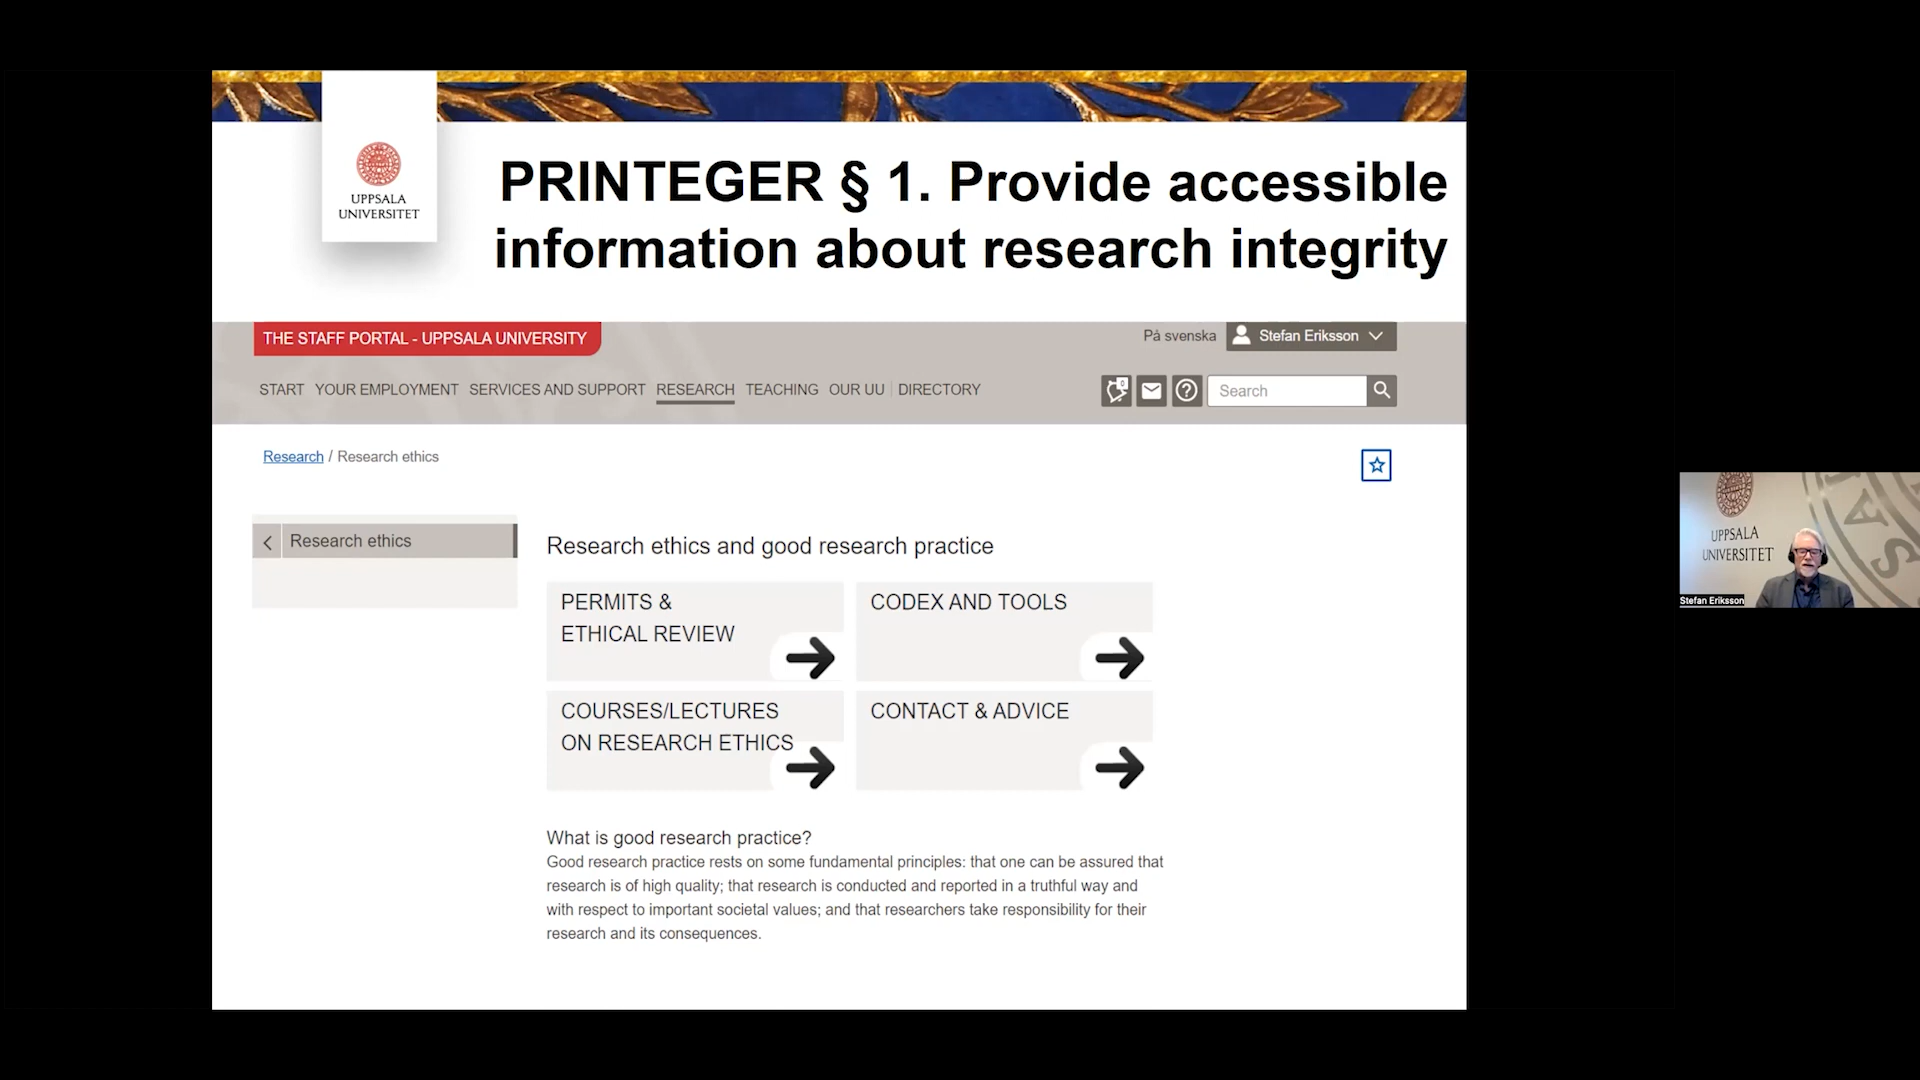 UPPSALA
UNIVERSITET
PRINTEGER § 1. Provide accessible
information about research integrity
THE STAFF PORTAL - UPPSALA UNIVERSITY
På svenska
Stefan Eriksson
START YOUR EMPLOYMENT SERVICES AND SUPPORT RESEARCH TEACHING OUR UU DIRECTORY
0
Search
Research / Research ethics
Research ethics
Research ethics and good research practice
PERMITS &
ETHICAL REVIEW
CODEX AND TOOLS
COURSES/LECTURES
ON RESEARCH ETHICS
CONTACT & ADVICE
What is good research practice?
Good research practice rests on some fundamental principles: that one can be assured that
research is of high quality; that research is conducted and reported in a truthful way and
with respect to important societal values; and that researchers take responsibility for their
research and its consequences.
UPPSALA
UNIVERSITET
Stefan Eriksson